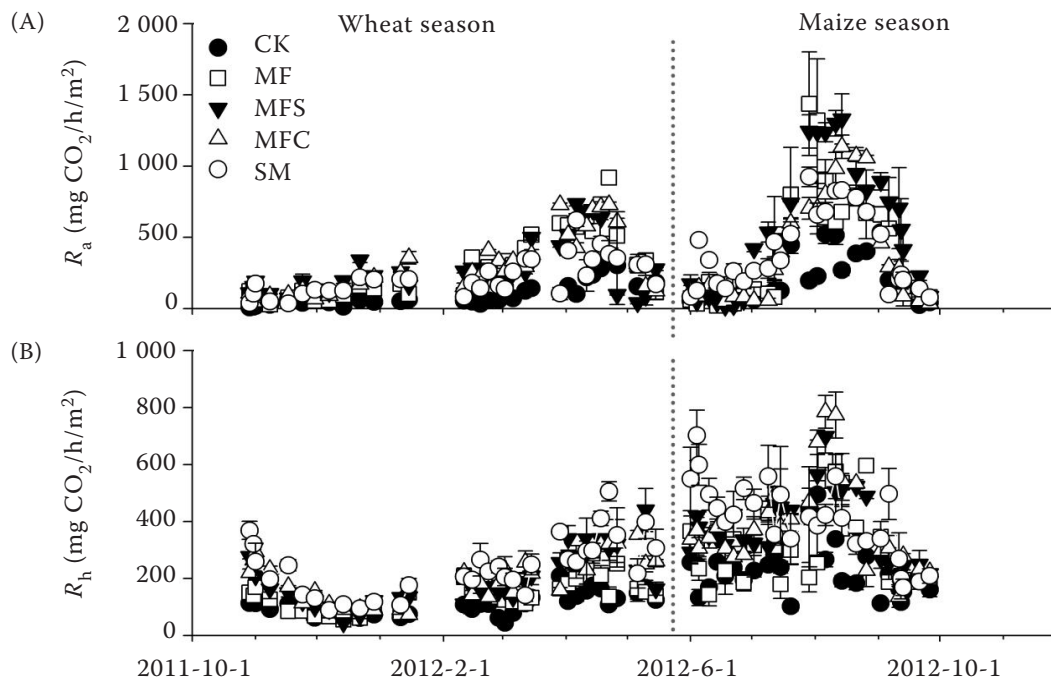 (A)
Wheat season
Maize season
2 000
1 500
1 000
500
0
R_a (mg CO₂/h/m²)
CK
MF
MFS
MFC
SM
(B)
1 000
800
600
400
200
0
R_h (mg CO₂/h/m²)
2011-10-1
2012-2-1
2012-6-1
2012-10-1